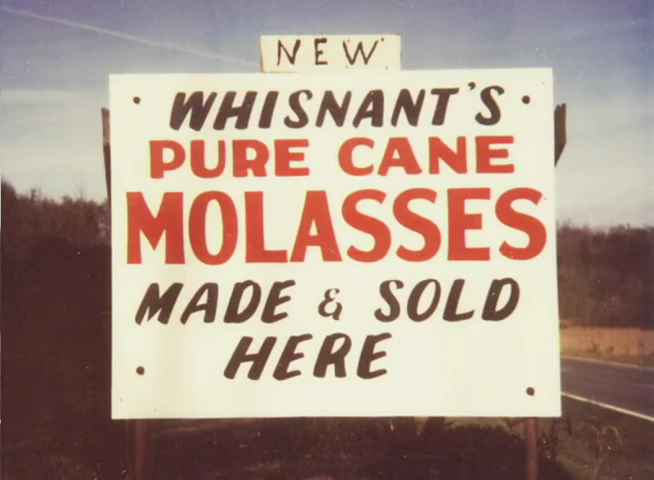 NEW
WHISNANT'S
PURE CANE
MOLASSES
MADE & SOLD
HERE